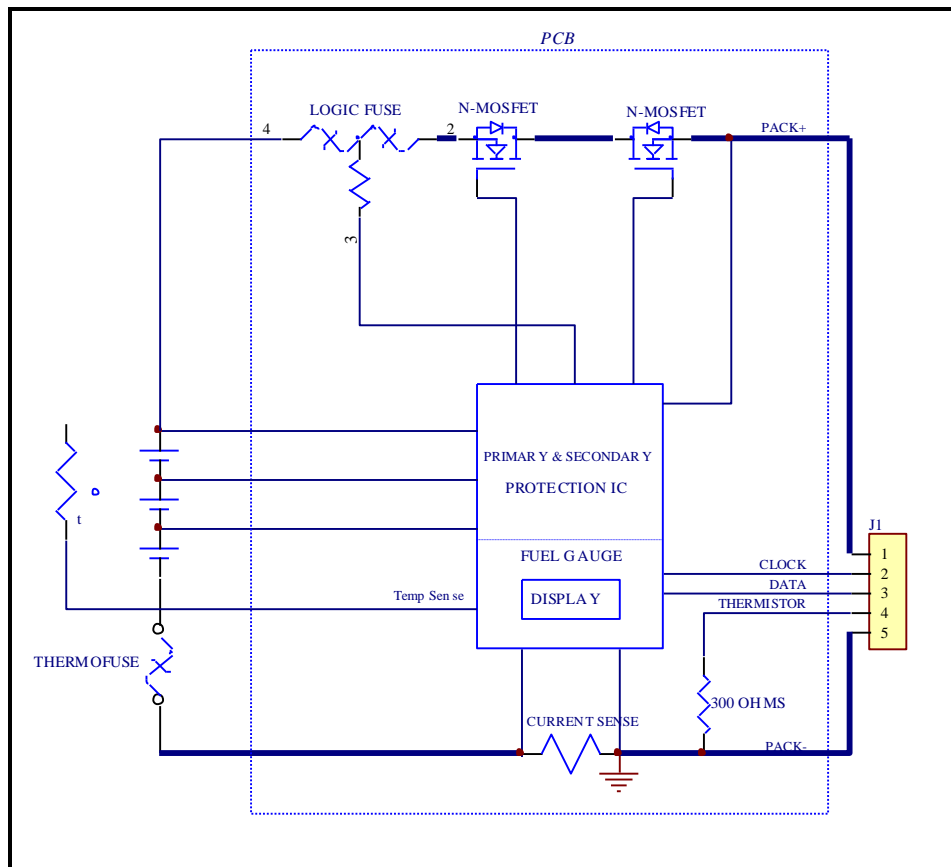 PCB
LOGIC FUSE
N-MOSFET
N-MOSFET
4
2
PACK+
3
PRIMARY & SECONDARY
PROTECTION IC
t
J1
1
FUEL GAUGE
CLOCK
2
DATA
3
Temp Sense
DISPLAY
THERMISTOR
4
5
THERMOFUSE
300 OHMS
CURRENT SENSE
PACK-